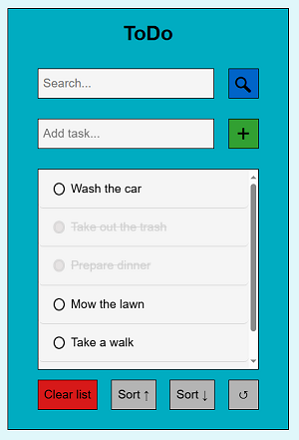 ToDo
Search...
Add task...
+
Wash the car
Take out the trash
Prepare dinner
Mow the lawn
Take a walk
Clear list Sort ↑ Sort ↓ ↺